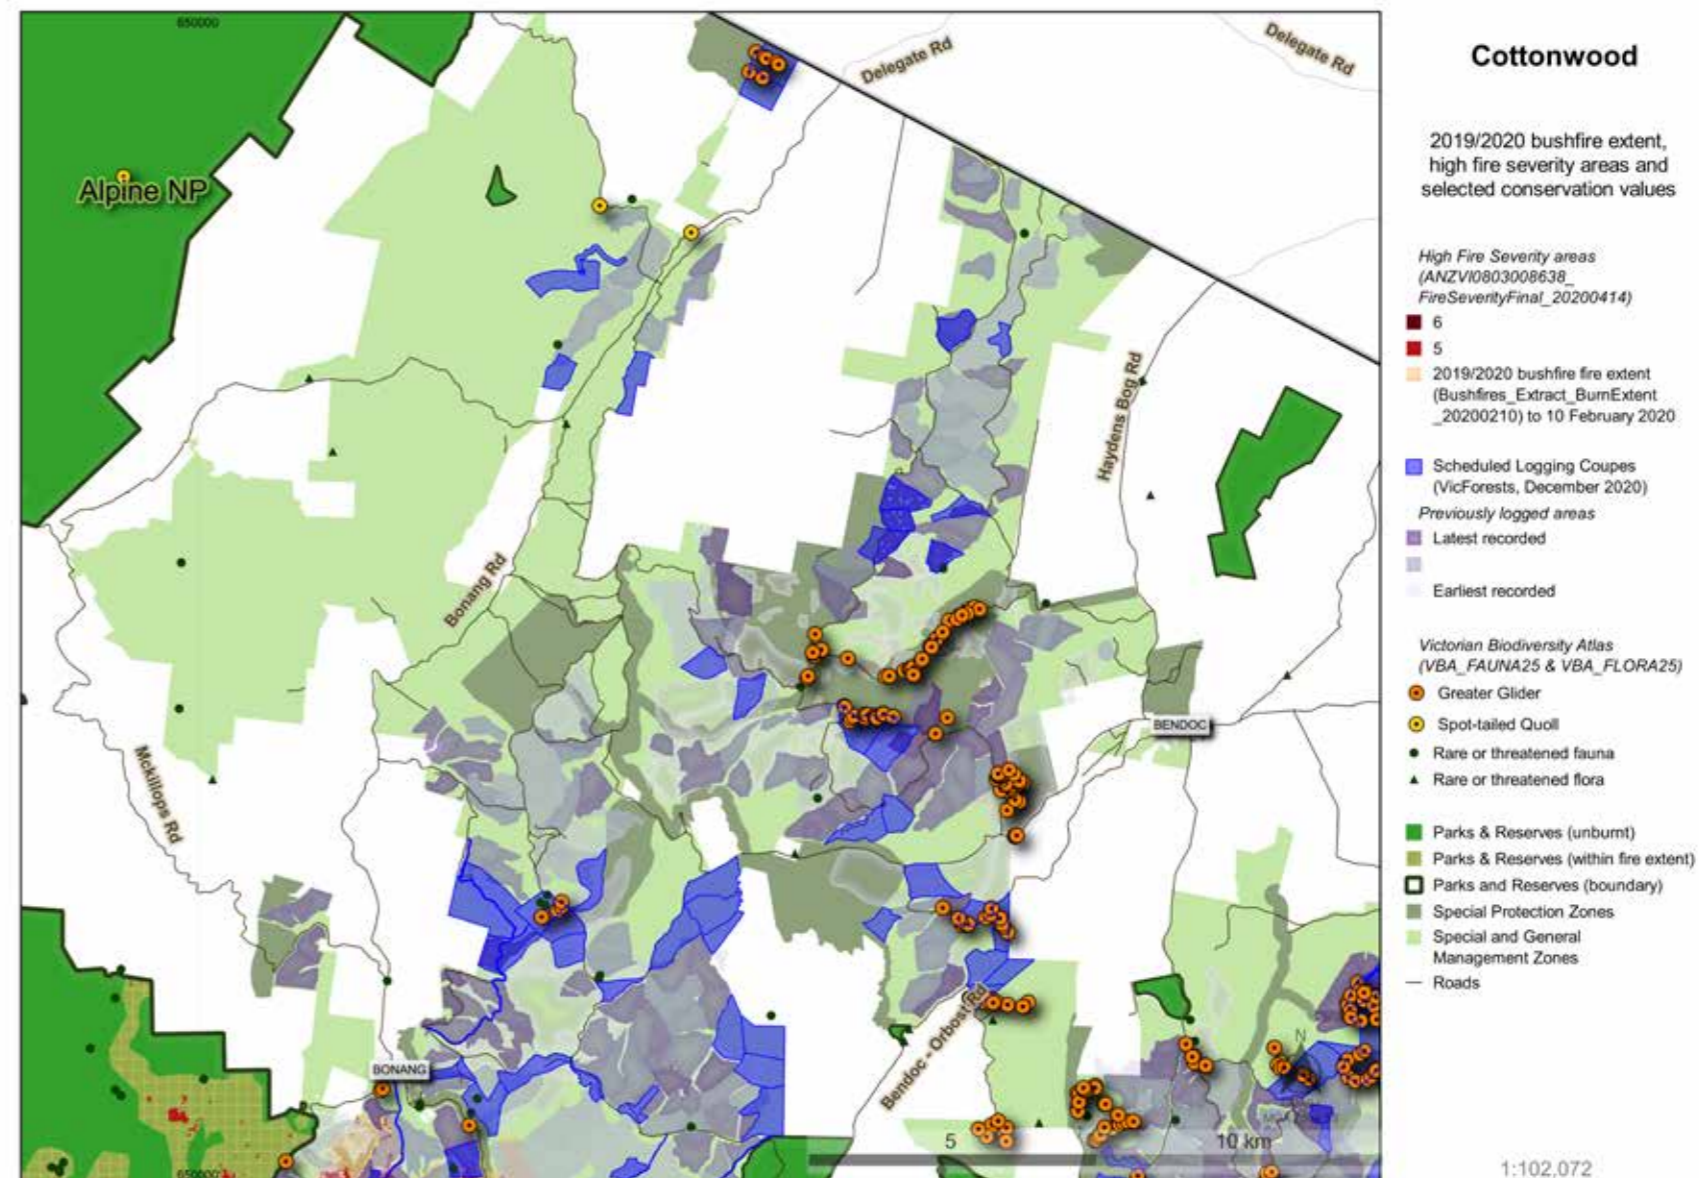 650000
Delegate Rd
Delegate Rd
Alpine NP
Haydens Bog Rd
Bonang Rd
Mckillops Rd
BENDOC
Bendoc - Orbost Rd
BONANG
N
5
10 km
650000
Cottonwood
2019/2020 bushfire extent,
high fire severity areas and
selected conservation values
High Fire Severity areas
(ANZVI0803008638_
FireSeverityFinal_20200414)
6
5
2019/2020 bushfire fire extent
(Bushfires_Extract_BurnExtent
_20200210) to 10 February 2020
Scheduled Logging Coupes
(VicForests, December 2020)
Previously logged areas
Latest recorded
Earliest recorded
Victorian Biodiversity Atlas
(VBA_FAUNA25 & VBA_FLORA25)
Greater Glider
Spot-tailed Quoll
Rare or threatened fauna
Rare or threatened flora
Parks & Reserves (unburnt)
Parks & Reserves (within fire extent)
Parks and Reserves (boundary)
Special Protection Zones
Special and General
Management Zones
Roads
1:102,072